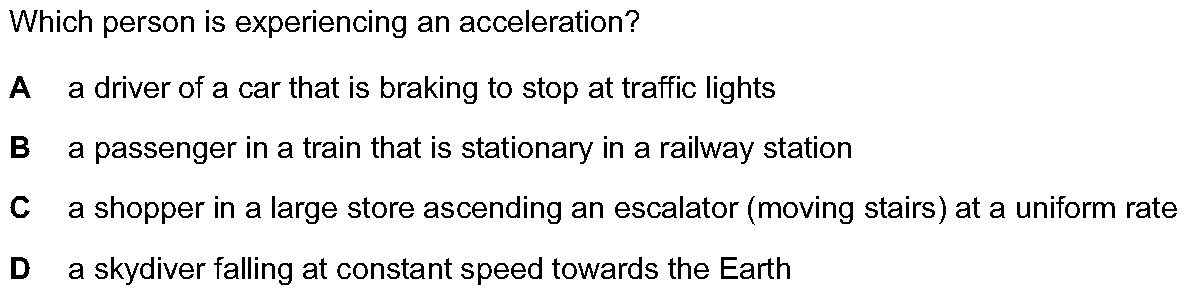 Which person is experiencing an acceleration?
A a driver of a car that is braking to stop at traffic lights
B a passenger in a train that is stationary in a railway station
C a shopper in a large store ascending an escalator (moving stairs) at a uniform rate
D a skydiver falling at constant speed towards the Earth